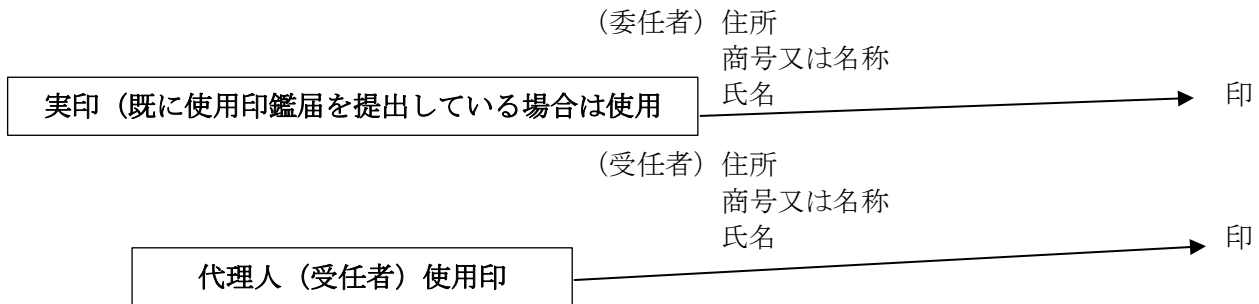 （委任者）住所
商号又は名称
氏名 印
実印（既に使用印鑑届を提出している場合は使用
（受任者）住所
商号又は名称
氏名 印
代理人（受任者）使用印